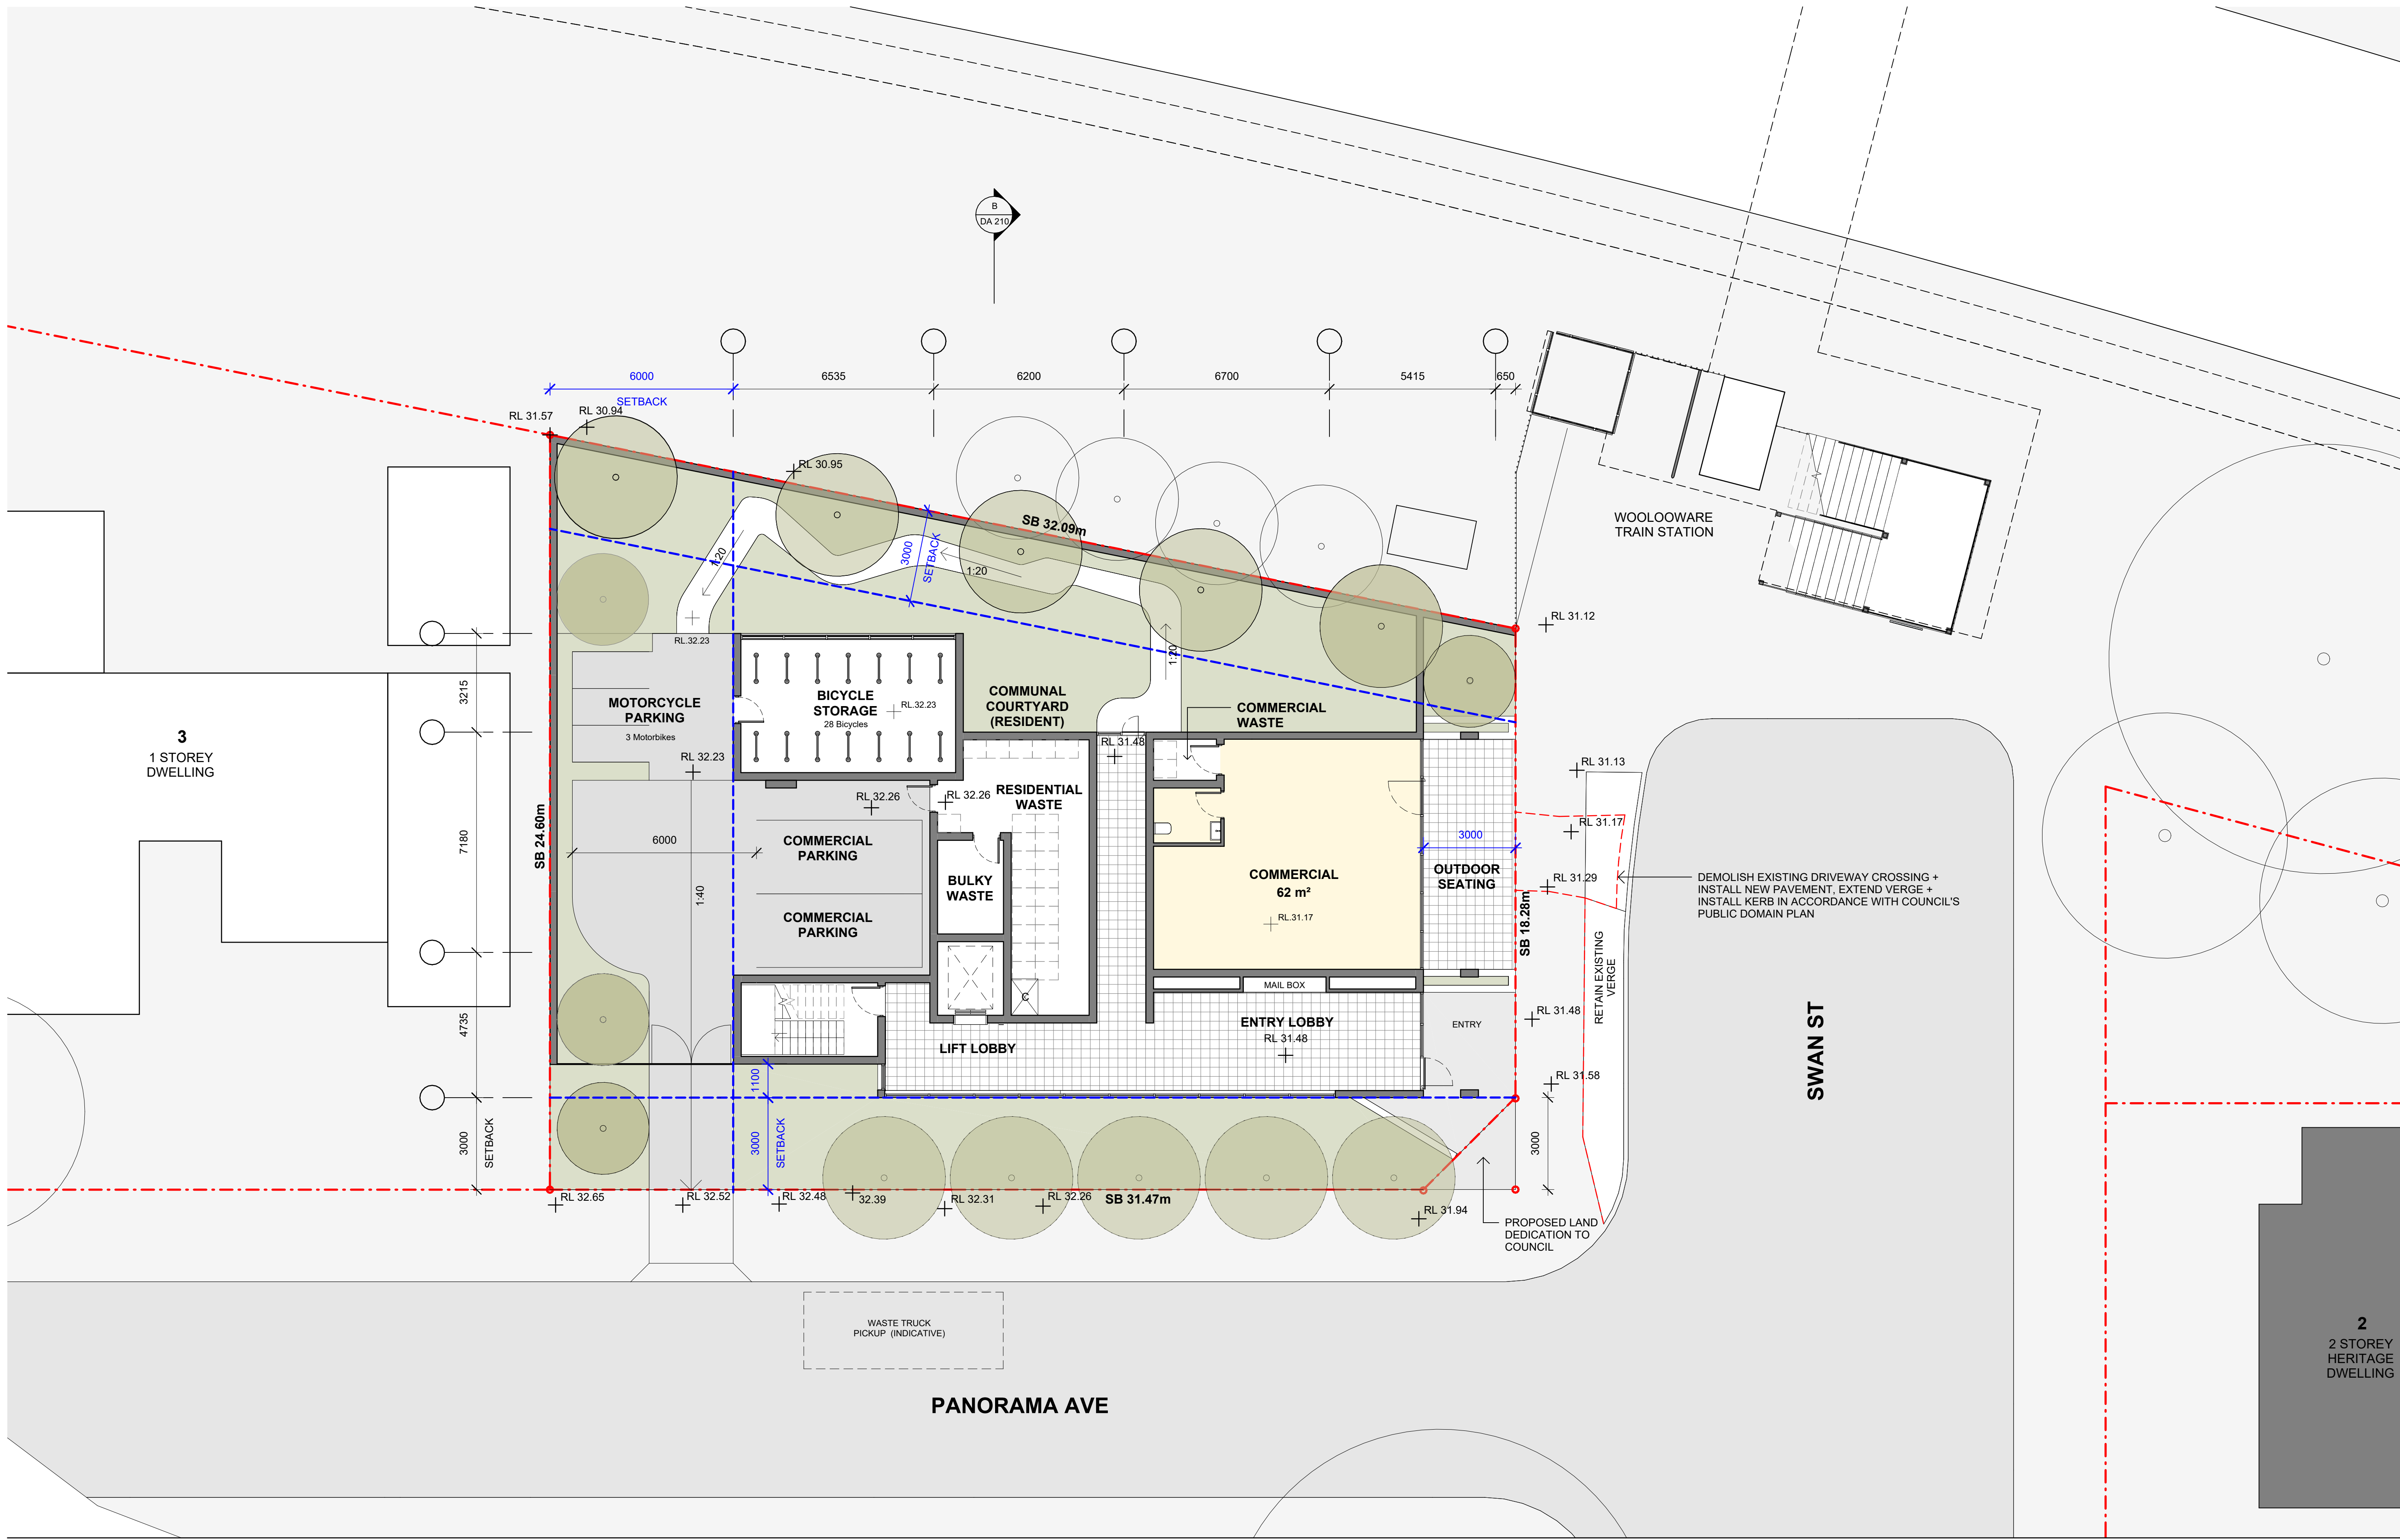 B
DA 210
6000
6535
6200
6700
5415
650
SETBACK
RL 31.57
RL 30.94
RL 30.95
SB 32.09m
WOOLOOWARE
TRAIN STATION
1:20
3000
SETBACK
1:20
RL 31.12
RL.32.23
1:20
3215
MOTORCYCLE
PARKING
3 Motorbikes
BICYCLE
STORAGE
28 Bicycles
RL.32.23
COMMUNAL
COURTYARD
(RESIDENT)
COMMERCIAL
WASTE
3
1 STOREY
DWELLING
RL 32.23
RL 31.48
RL 31.13
RL 32.26
RL 32.26
RESIDENTIAL
WASTE
RL 31.17
7180
SB 24.60m
6000
COMMERCIAL
PARKING
3000
1:40
BULKY
WASTE
COMMERCIAL
62 m²
OUTDOOR
SEATING
RL 31.29
DEMOLISH EXISTING DRIVEWAY CROSSING +
INSTALL NEW PAVEMENT, EXTEND VERGE +
INSTALL KERB IN ACCORDANCE WITH COUNCIL'S
PUBLIC DOMAIN PLAN
COMMERCIAL
PARKING
RL.31.17
SB 18.28m
RETAIN EXISTING
VERGE
MAIL BOX
C
4735
ENTRY LOBBY
RL 31.48
ENTRY
RL 31.48
LIFT LOBBY
SWAN ST
1100
RL 31.58
3000
SETBACK
3000
SETBACK
3000
RL 32.65
RL 32.52
RL 32.48
32.39
RL 32.31
RL 32.26
SB 31.47m
RL 31.94
PROPOSED LAND
DEDICATION TO
COUNCIL
WASTE TRUCK
PICKUP (INDICATIVE)
2
2 STOREY
HERITAGE
DWELLING
PANORAMA AVE